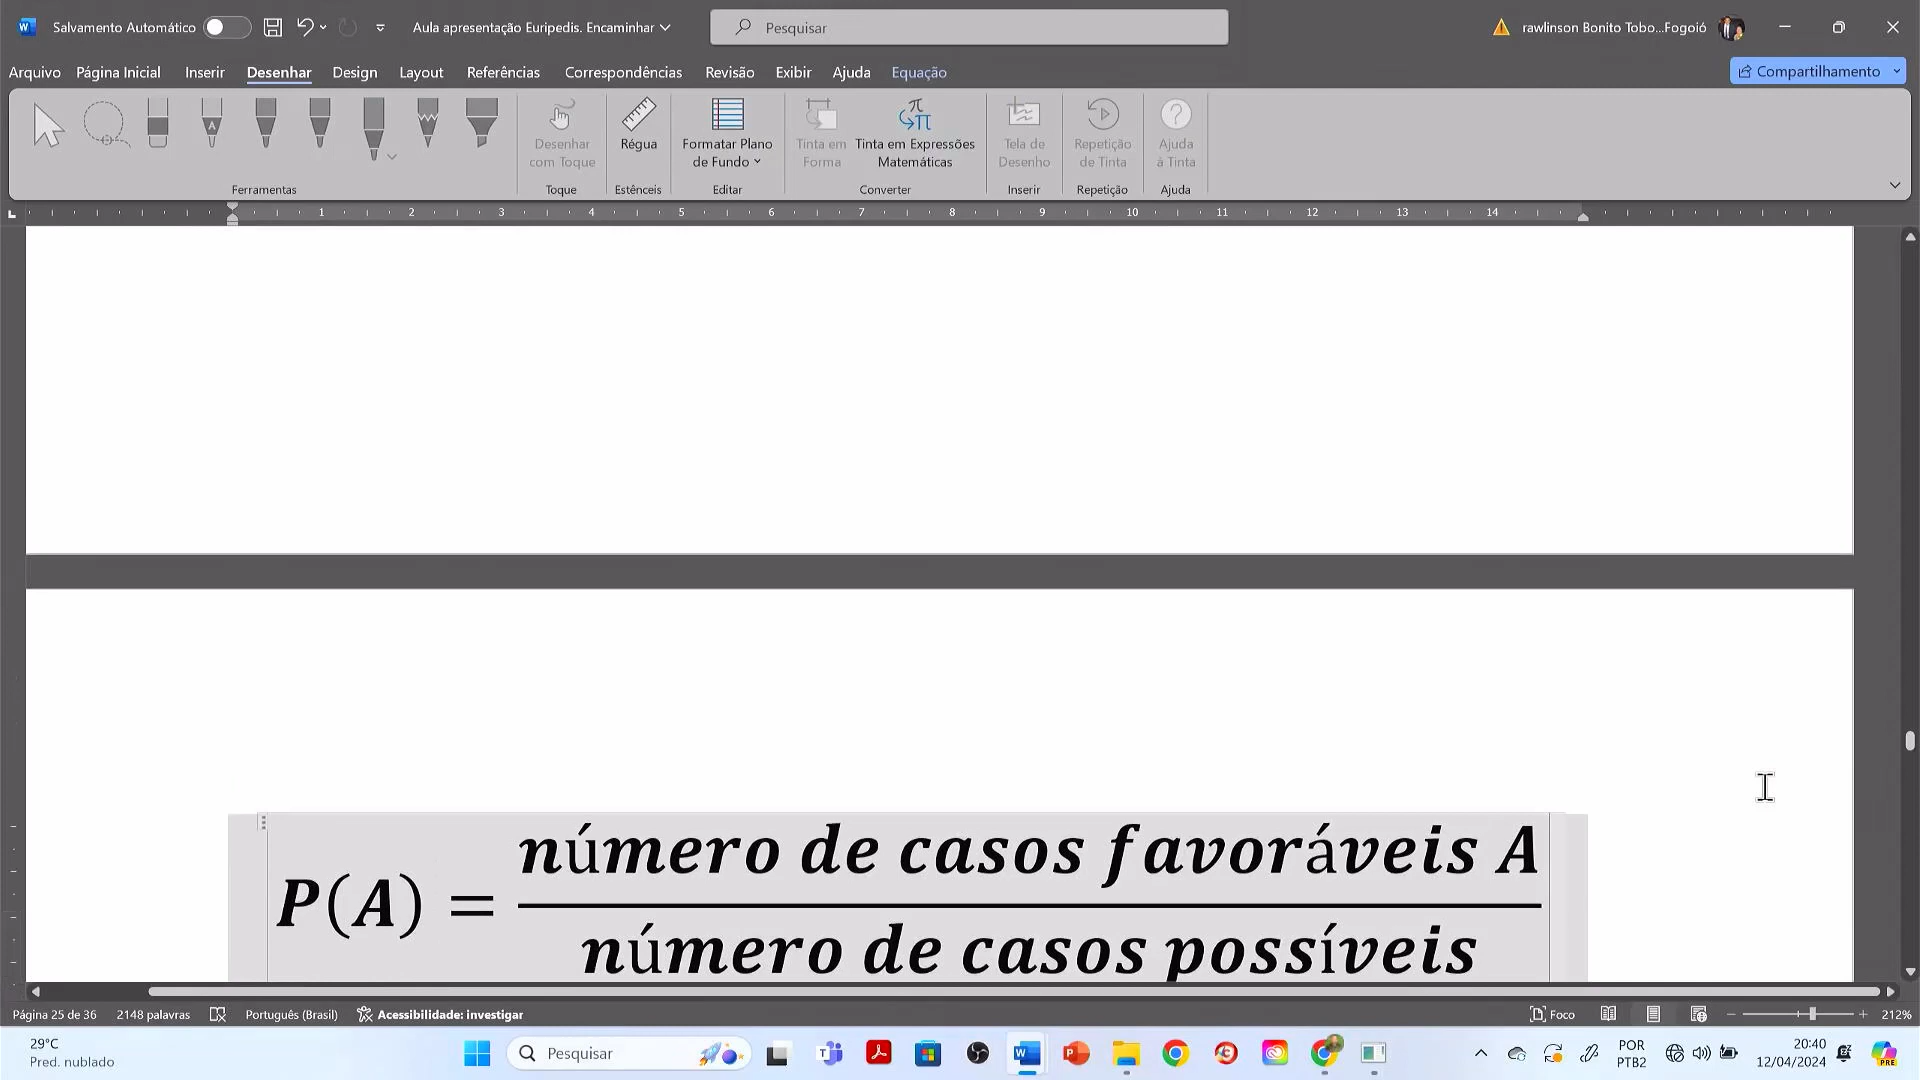 Salvamento Automático
Aula apresentação Euripedis. Encaminhar
Pesquisar
rawlinson Bonito Tobo...Fogoió
Arquivo Página Inicial Inserir Desenhar Design Layout Referências Correspondências Revisão Exibir Ajuda Equação
Compartilhamento
Desenhar com Toque
Régua
Formatar Plano de Fundo
Tinta em Forma
Tinta em Expressões Matemáticas
Tela de Desenho
Repetição de Tinta
Ajuda à Tinta
Ferramentas Toque Estênceis Editar Converter Inserir Repetição Ajuda
1 2 3 4 5 6 7 8 9 10 11 12 13 14
P(A) = número de casos favoráveis A
número de casos possíveis
Página 25 de 36 2148 palavras Português (Brasil) Acessibilidade: investigar Foco 212%
29°C
Pred. nublado
Pesquisar
POR
PTB2
20:40
12/04/2024
PRE